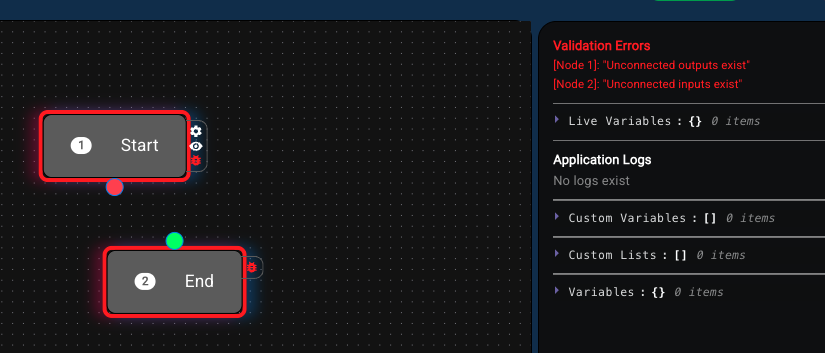 1 Start
2 End
Validation Errors
[Node 1]: "Unconnected outputs exist"
[Node 2]: "Unconnected inputs exist"
Live Variables : {} 0 items
Application Logs
No logs exist
Custom Variables : [] 0 items
Custom Lists : [] 0 items
Variables : {} 0 items